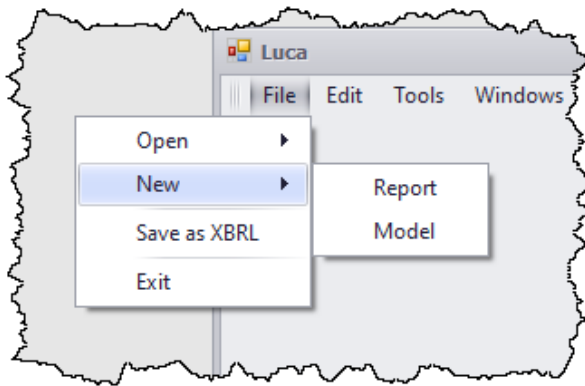 Luca
File Edit Tools Windows
Open
New
Report
Save as XBRL
Model
Exit